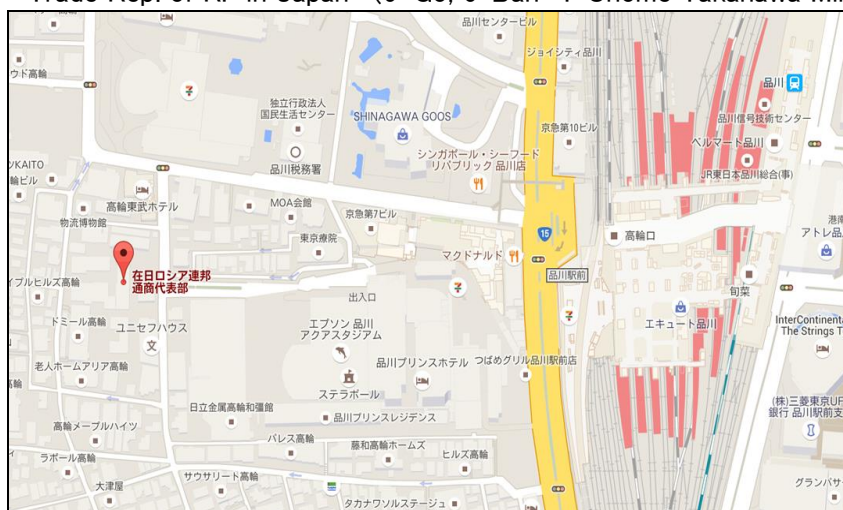 Trade Rep. of R.F in Japan
Chome Takanawa
ウド高輪
独立行政法人
国民生活センター
品川税務署
SHINAGAWA GOOS
品川センタービル
ジョイシティ品川
京急第10ビル
シンガポール・シーフード
リパブリック 品川店
品川
品川信号技術センター
ベルマート品川
JR東日本品川総合(事)
KAITO
輪ビル
高輪東武ホテル
物流博物館
MOA会館
京急第7ビル
東京療院
マクドナルド
15
高輪口
品川駅前
港南
アトレ品
旬菜
在日ロシア連邦
通商代表部
イブルヒルズ高輪
ドミール高輪
ユニセフハウス
出入口
エプソン 品川
アクアスタジアム
エキュート品川
InterContinent
The Strings T
老人ホームアリア高輪
高輪
品川プリンスホテル
つばめグリル品川駅前店
ステラボール
日立金属高輪和彊館
品川プリンスレジデンス
(株)三菱東京UF
銀行 品川駅前支
高輪メープルハイツ
パレス高輪
藤和高輪ホームズ
ヒルズ高輪
ラポール高輪
サウサリート高輪
大津屋
タカナワソルステージュ
グランパサ